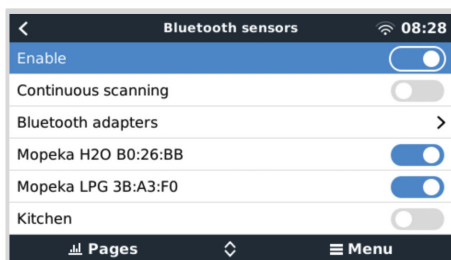 Bluetooth sensors 08:28
Enable
Continuous scanning
Bluetooth adapters
Mopeka H2O B0:26:BB
Mopeka LPG 3B:A3:F0
Kitchen
Pages Menu